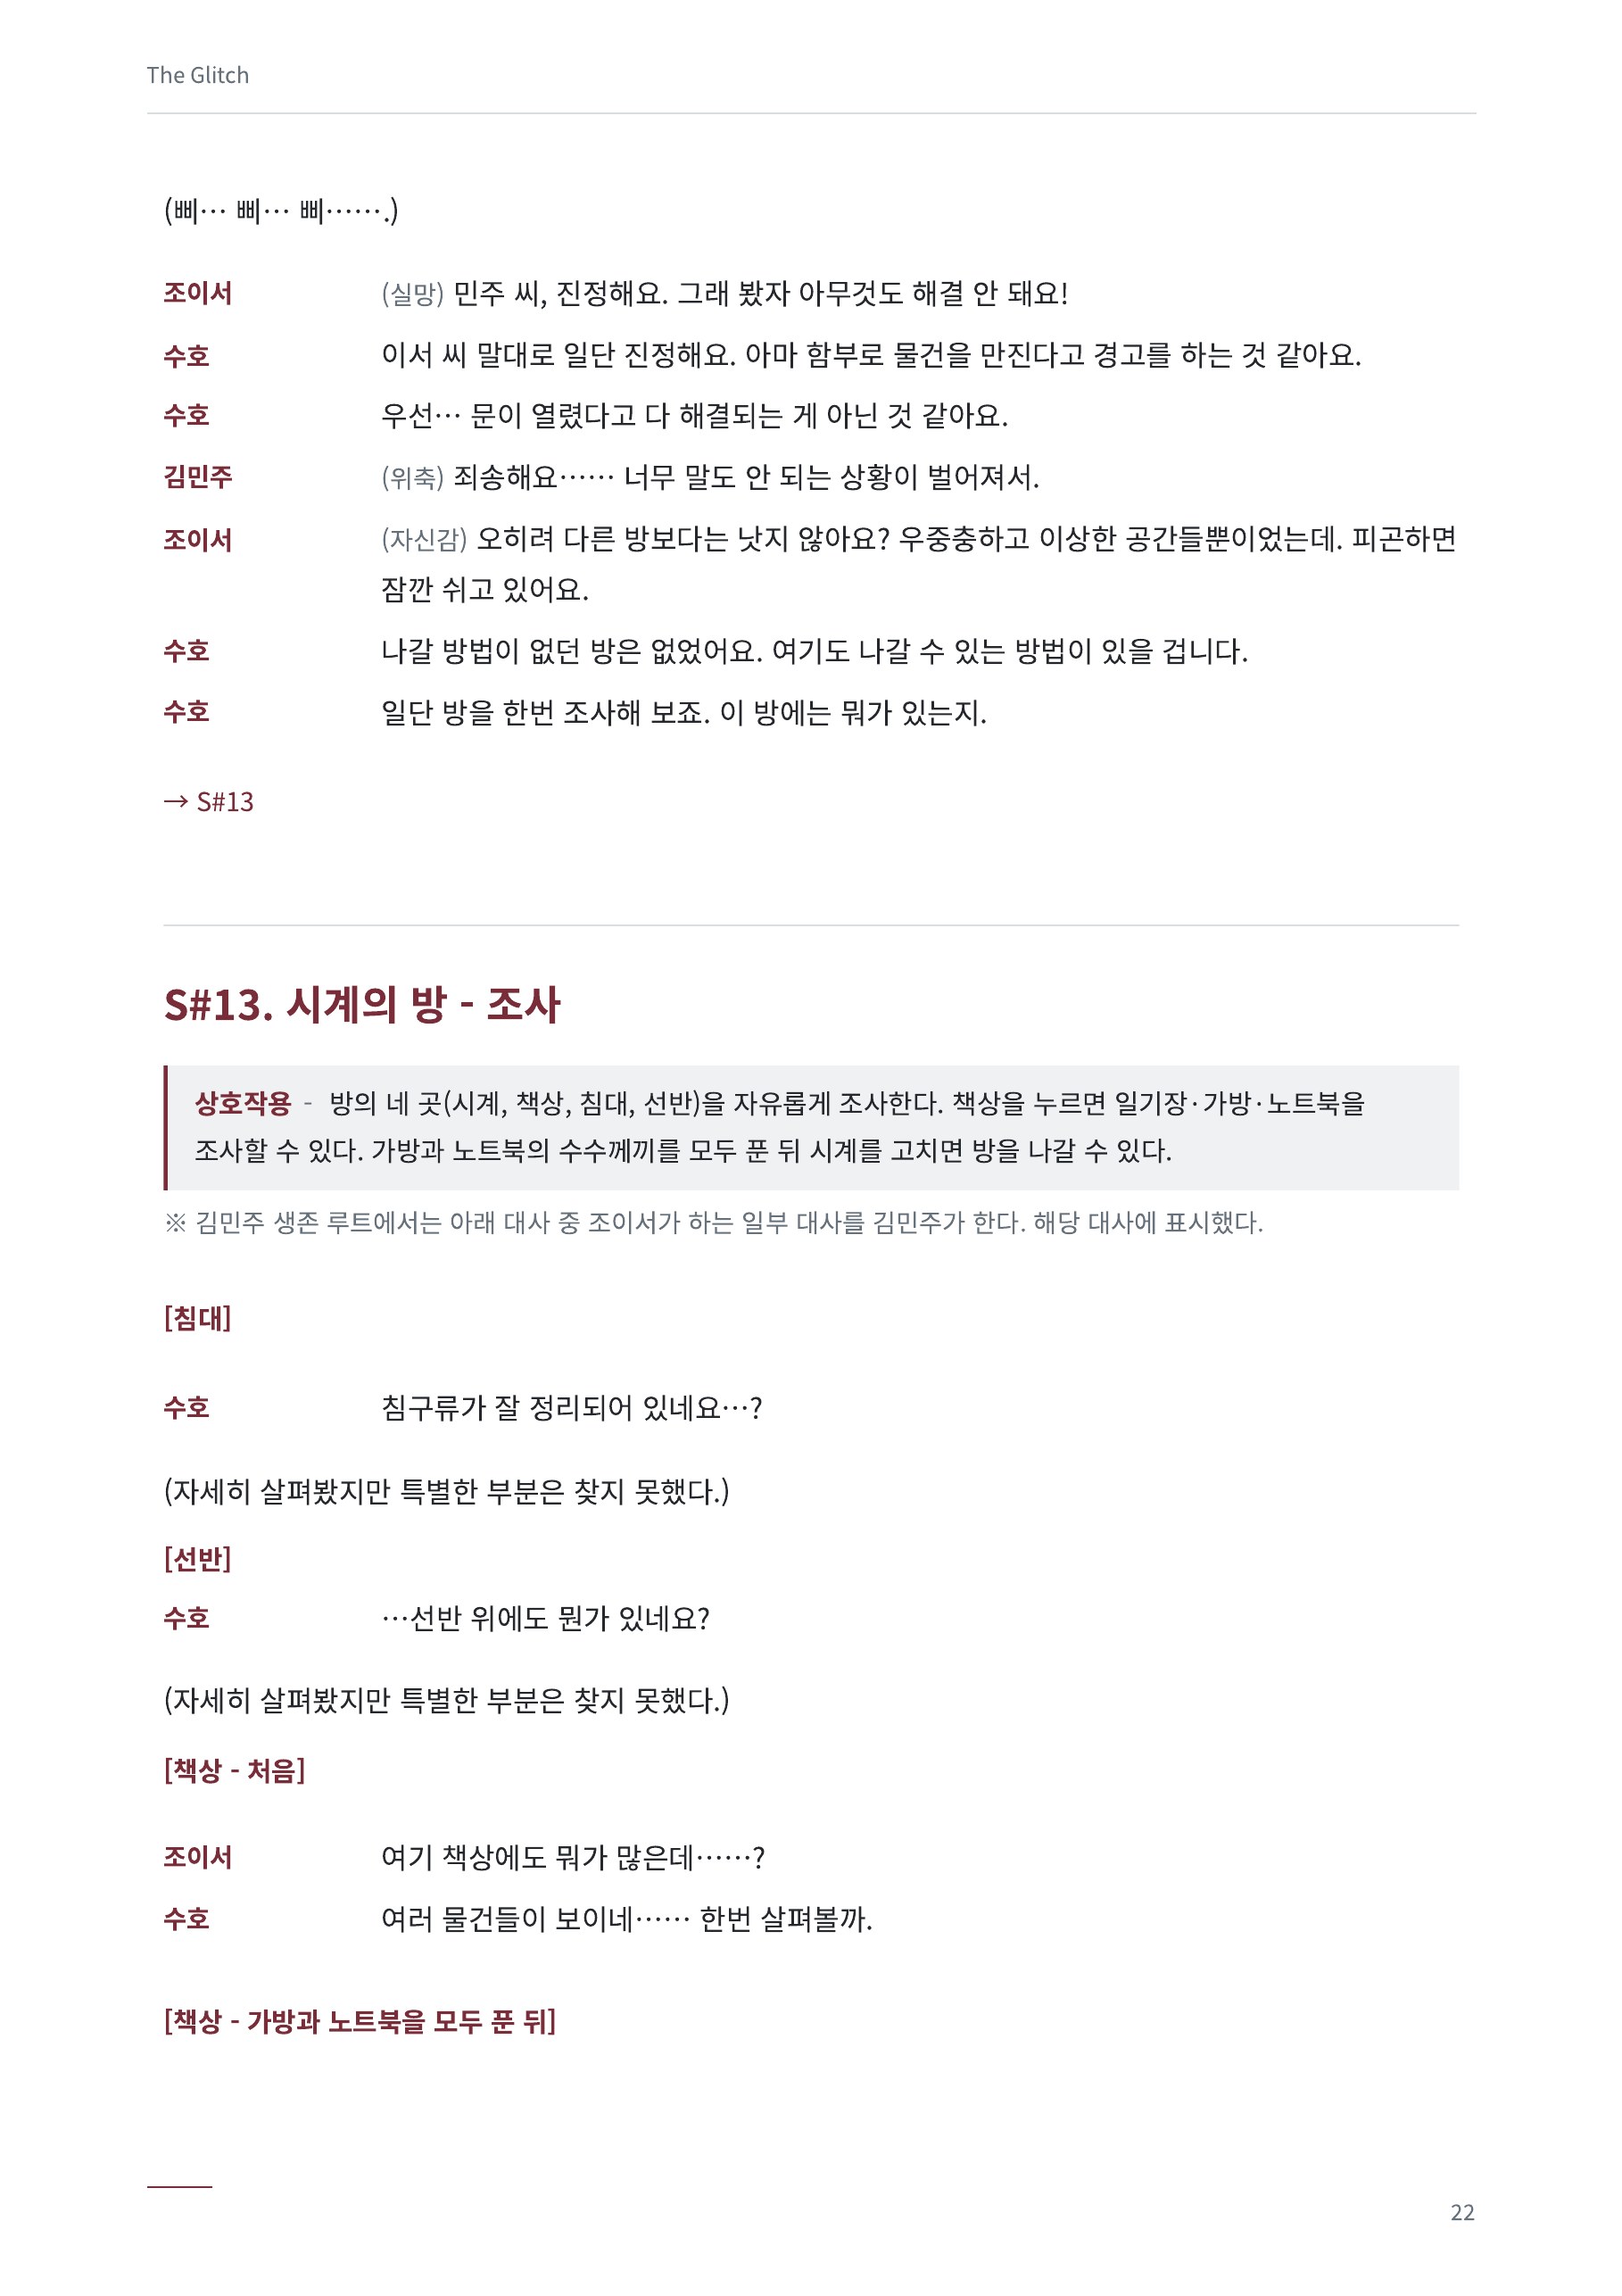 The Glitch
(삐… 삐… 삐…….)
조이서 (실망) 민주 씨, 진정해요. 그래 봤자 아무것도 해결 안 돼요!
수호 이서 씨 말대로 일단 진정해요. 아마 함부로 물건을 만진다고 경고를 하는 것 같아요.
수호 우선… 문이 열렸다고 다 해결되는 게 아닌 것 같아요.
김민주 (위축) 죄송해요…… 너무 말도 안 되는 상황이 벌어져서.
조이서 (자신감) 오히려 다른 방보다는 낫지 않아요? 우중충하고 이상한 공간들뿐이었는데. 피곤하면
잠깐 쉬고 있어요.
수호 나갈 방법이 없던 방은 없었어요. 여기도 나갈 수 있는 방법이 있을 겁니다.
수호 일단 방을 한번 조사해 보죠. 이 방에는 뭐가 있는지.
→ S#13
S#13. 시계의 방 - 조사
상호작용 - 방의 네 곳(시계, 책상, 침대, 선반)을 자유롭게 조사한다. 책상을 누르면 일기장·가방·노트북을
조사할 수 있다. 가방과 노트북의 수수께끼를 모두 푼 뒤 시계를 고치면 방을 나갈 수 있다.
※ 김민주 생존 루트에서는 아래 대사 중 조이서가 하는 일부 대사를 김민주가 한다. 해당 대사에 표시했다.
[침대]
수호 침구류가 잘 정리되어 있네요…?
(자세히 살펴봤지만 특별한 부분은 찾지 못했다.)
[선반]
수호 …선반 위에도 뭔가 있네요?
(자세히 살펴봤지만 특별한 부분은 찾지 못했다.)
[책상 - 처음]
조이서 여기 책상에도 뭐가 많은데……?
수호 여러 물건들이 보이네…… 한번 살펴볼까.
[책상 - 가방과 노트북을 모두 푼 뒤]
22